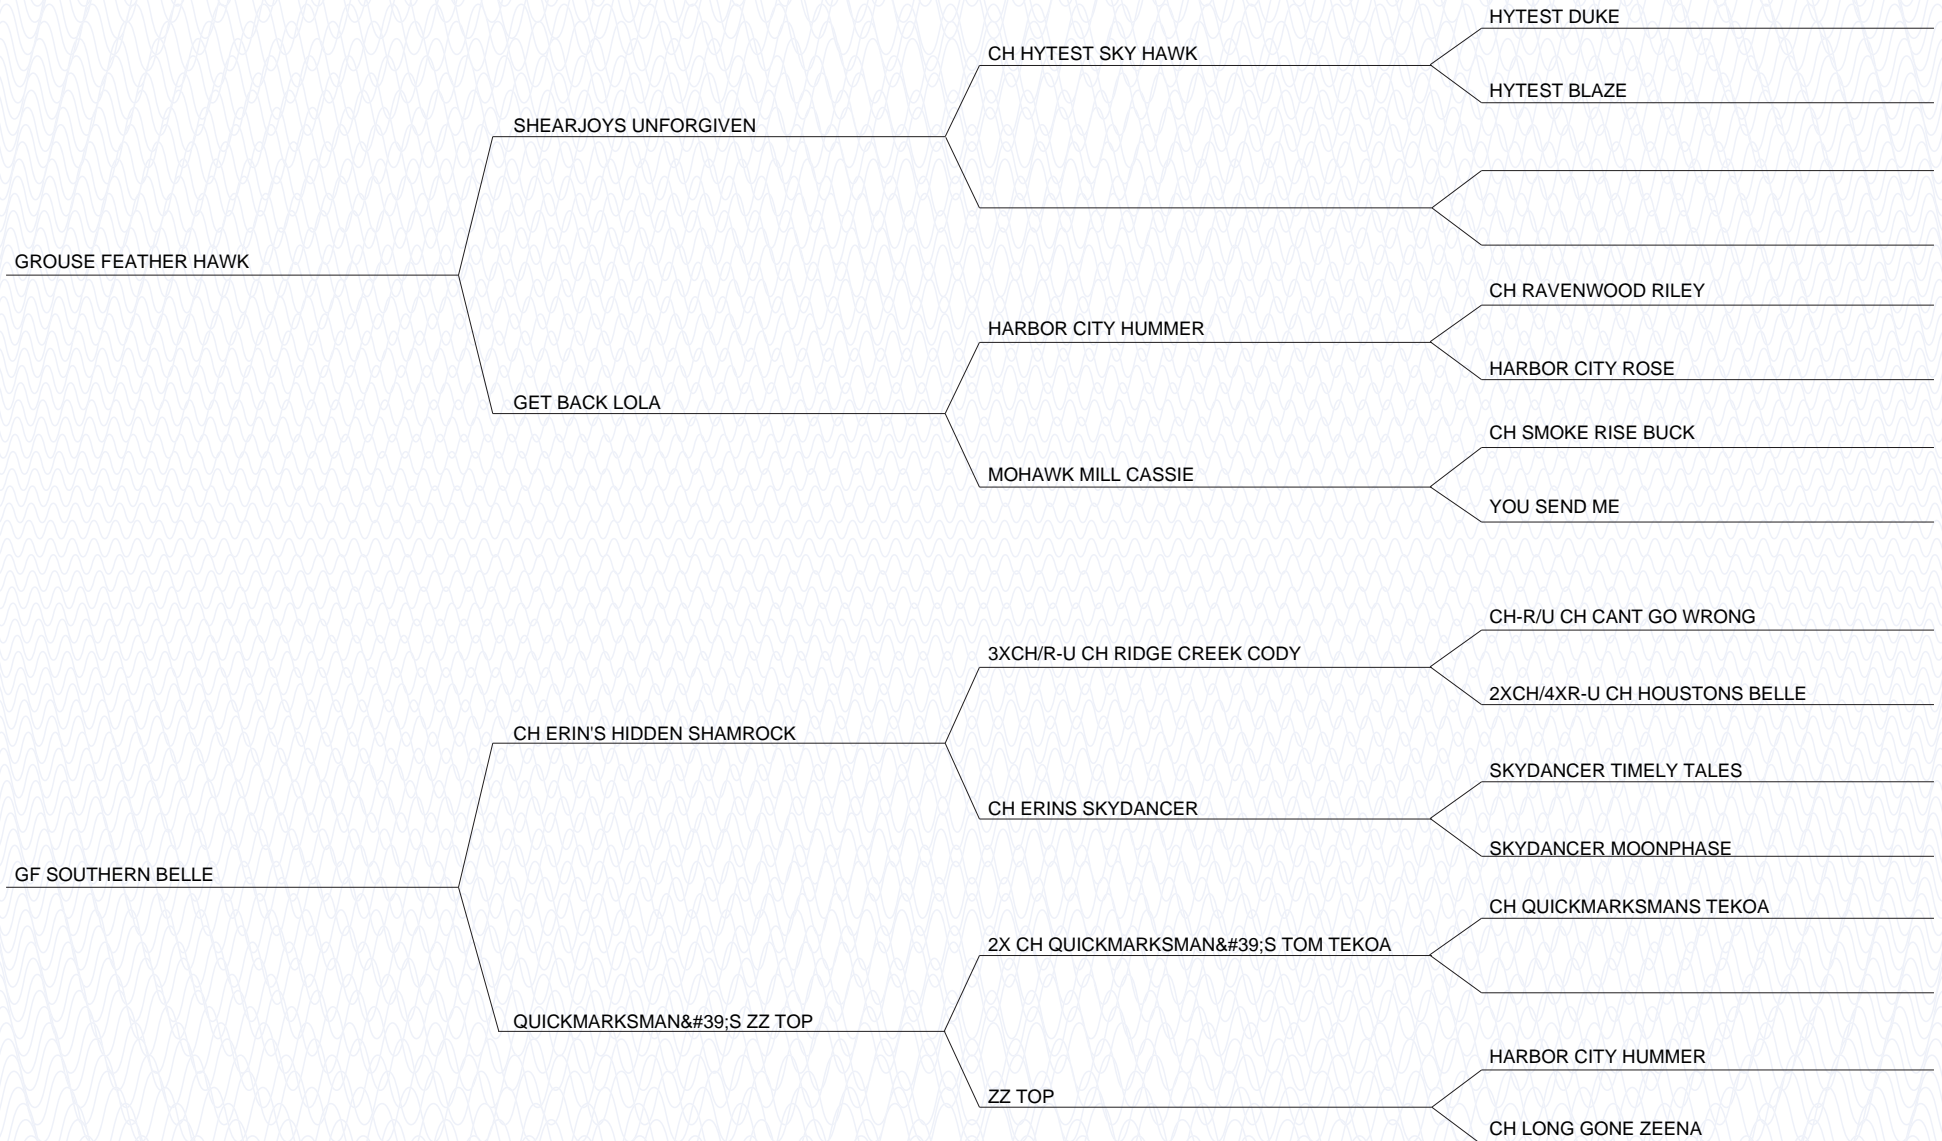 HYTEST DUKE
CH HYTEST SKY HAWK
HYTEST BLAZE
SHEARJOYS UNFORGIVEN
GROUSE FEATHER HAWK
CH RAVENWOOD RILEY
HARBOR CITY HUMMER
HARBOR CITY ROSE
GET BACK LOLA
CH SMOKE RISE BUCK
MOHAWK MILL CASSIE
YOU SEND ME
CH-R/U CH CANT GO WRONG
3XCH/R-U CH RIDGE CREEK CODY
2XCH/4XR-U CH HOUSTONS BELLE
CH ERIN'S HIDDEN SHAMROCK
SKYDANCER TIMELY TALES
CH ERINS SKYDANCER
SKYDANCER MOONPHASE
GF SOUTHERN BELLE
CH QUICKMARKSMANS TEKOA
2X CH QUICKMARKSMAN&#39;S TOM TEKOA
QUICKMARKSMAN&#39;S ZZ TOP
HARBOR CITY HUMMER
ZZ TOP
CH LONG GONE ZEENA